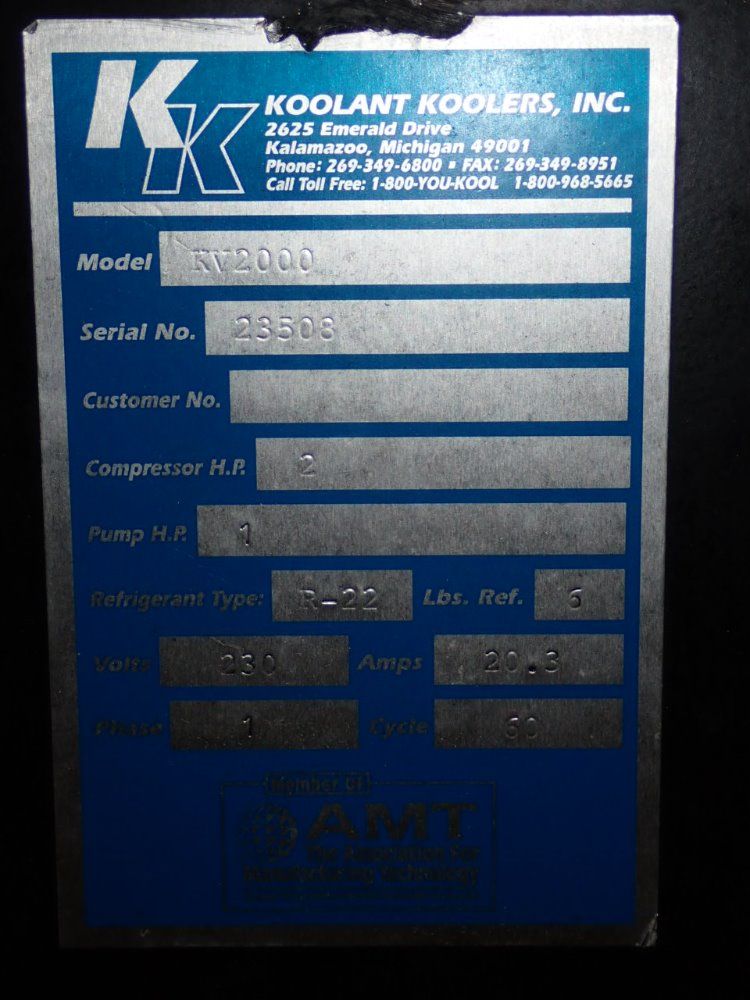 KK
KOOLANT KOOLERS, INC.
2625 Emerald Drive
Kalamazoo, Michigan 49001
Phone: 269-349-6800 ▪ FAX: 269-349-8951
Call Toll Free: 1-800-YOU-KOOL 1-800-968-5665
Model KV2000
Serial No. 23508
Customer No.
Compressor H.P. 2
Pump H.P. 1
Refrigerant Type: R-22 Lbs. Ref. 6
Volts 230 Amps 20.3
Phase 1 Cycle 60
Member Of
AMT
The Association For
Manufacturing Technology